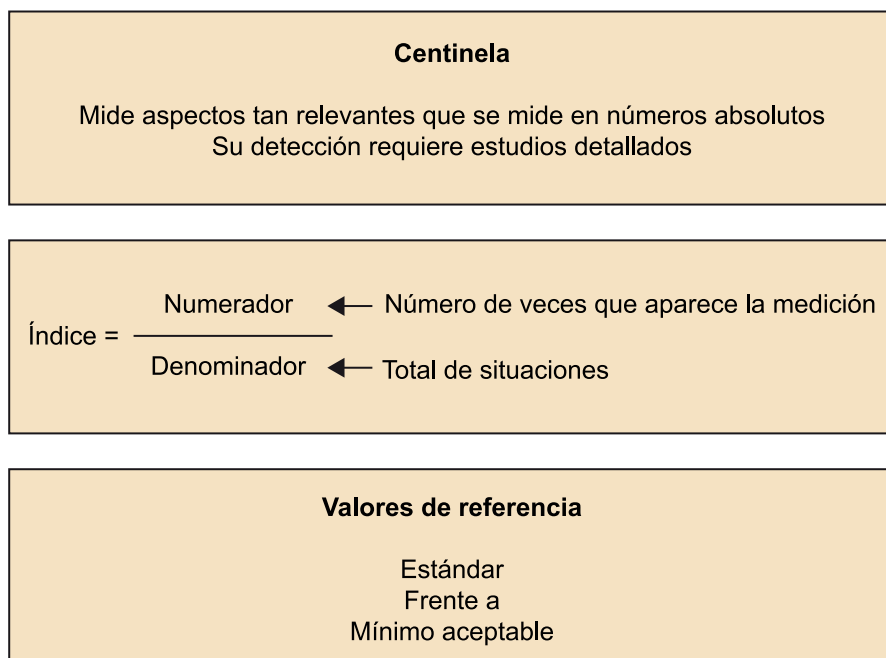 Centinela
Mide aspectos tan relevantes que se mide en números absolutos
Su detección requiere estudios detallados
Índice =
Numerador
Número de veces que aparece la medición
Denominador
Total de situaciones
Valores de referencia
Estándar
Frente a
Mínimo aceptable